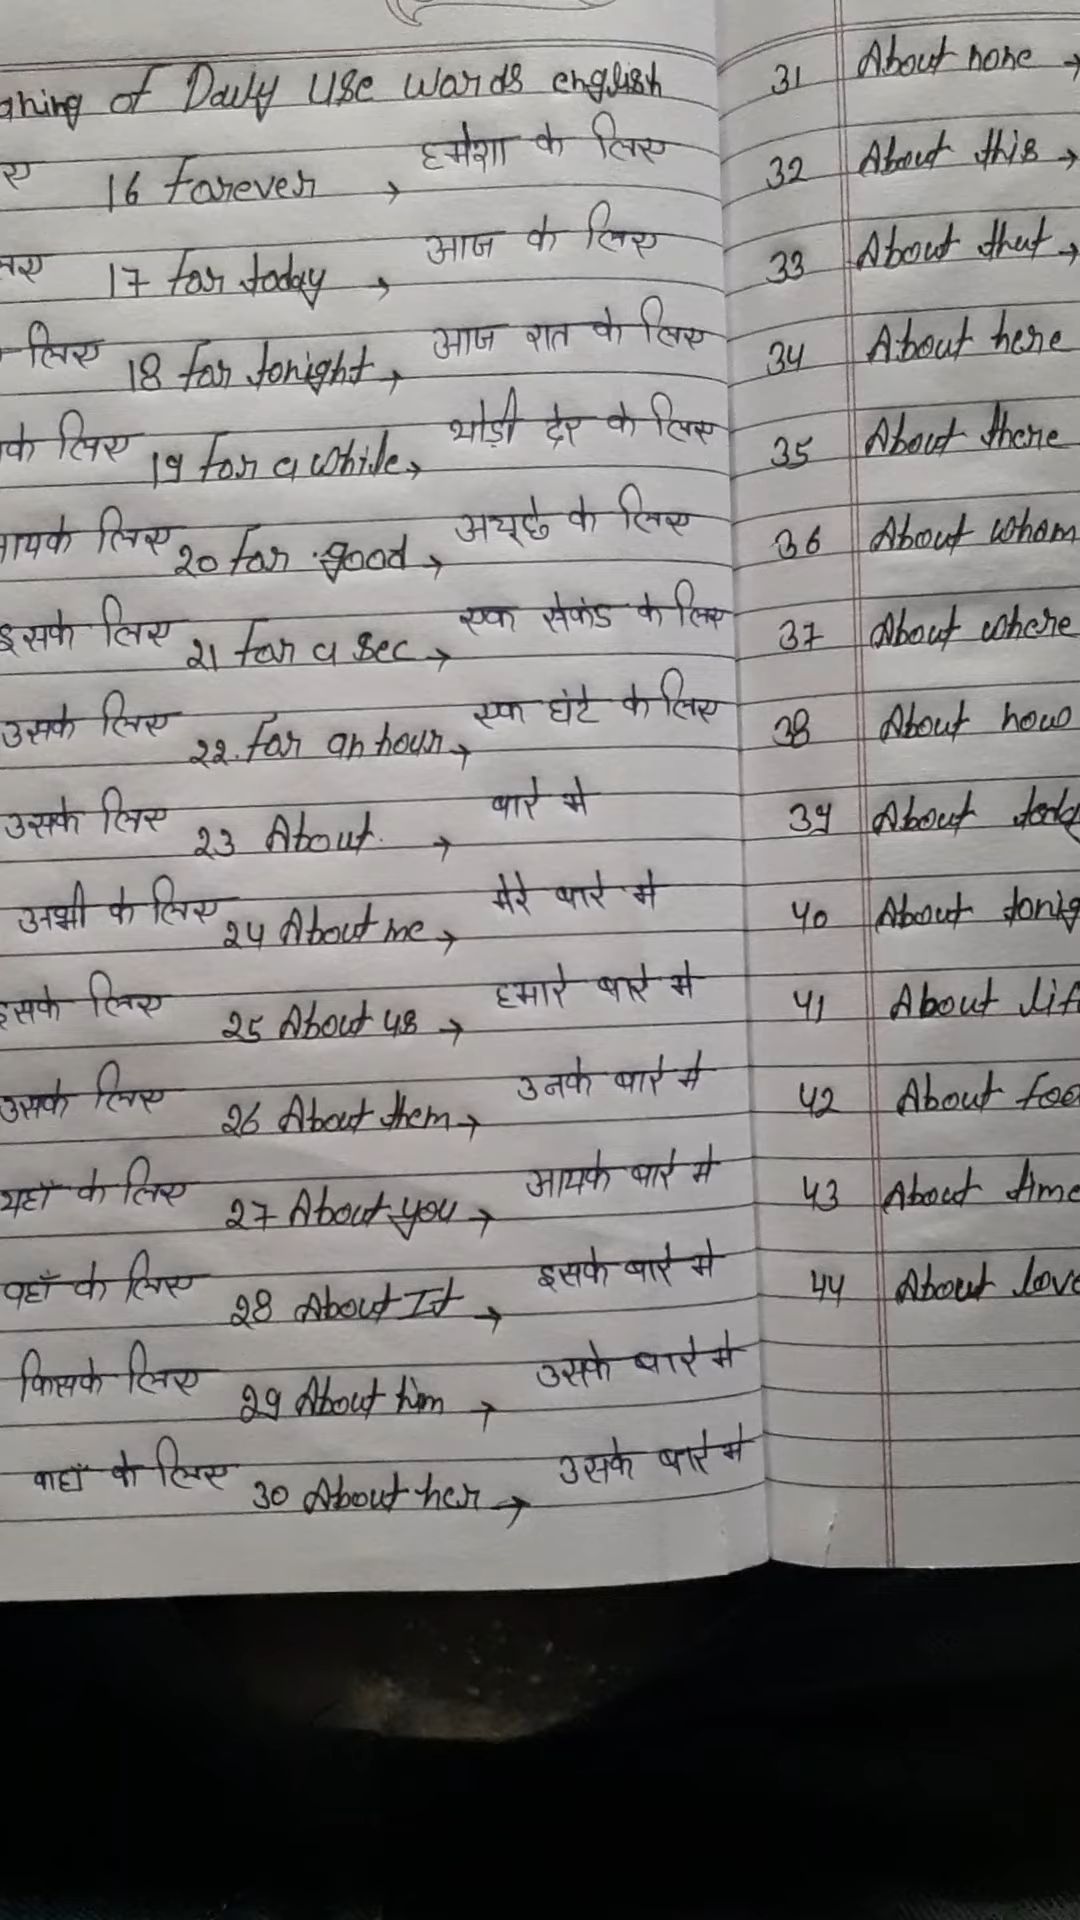 of Daily Use words english
16 forever → हमेशा के लिए
लिए 17 for today → आज के लिए
लिए 18 for tonight → आज रात के लिए
के लिए 19 for a while → थोड़ी देर के लिए
के लिए 20 for good → अच्छे के लिए
इसके लिए 21 for a sec → एक सेकंड के लिए
उसके लिए 22. for an hour → एक घंटे के लिए
उसके लिए 23 About. → बारे मे
अभी के लिए 24 About me → मेरे बारे मे
इसके लिए 25 About us → हमारे बारे मे
उसके लिए 26 About them → उनके बारे मे
यहाँ के लिए 27 About you → आपके बारे मे
वहाँ के लिए 28 About It → इसके बारे मे
किसके लिए 29 About him → उसके बारे मे
के लिए 30 About her → उसके बारे मे
31 About none →
32 About this →
33 About that →
34 About here
35 About there
36 About whom
37 About where
38 About how
39 About
40 About
41 About
42 About
43 About time
44 About love